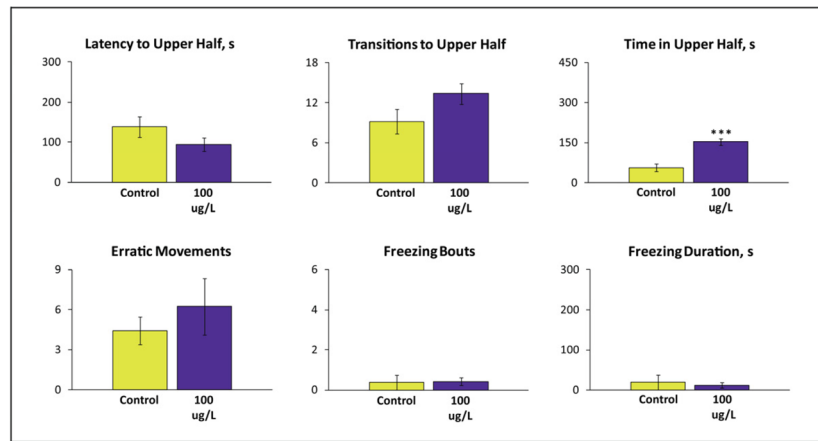 Latency to Upper Half, s
300
200
100
0
Control
100
ug/L
Transitions to Upper Half
18
12
6
0
Control
100
ug/L
Time in Upper Half, s
450
300
150
0
***
Control
100
ug/L
Erratic Movements
9
6
3
0
Control
100
ug/L
Freezing Bouts
6
4
2
0
Control
100
ug/L
Freezing Duration, s
300
200
100
0
Control
100
ug/L